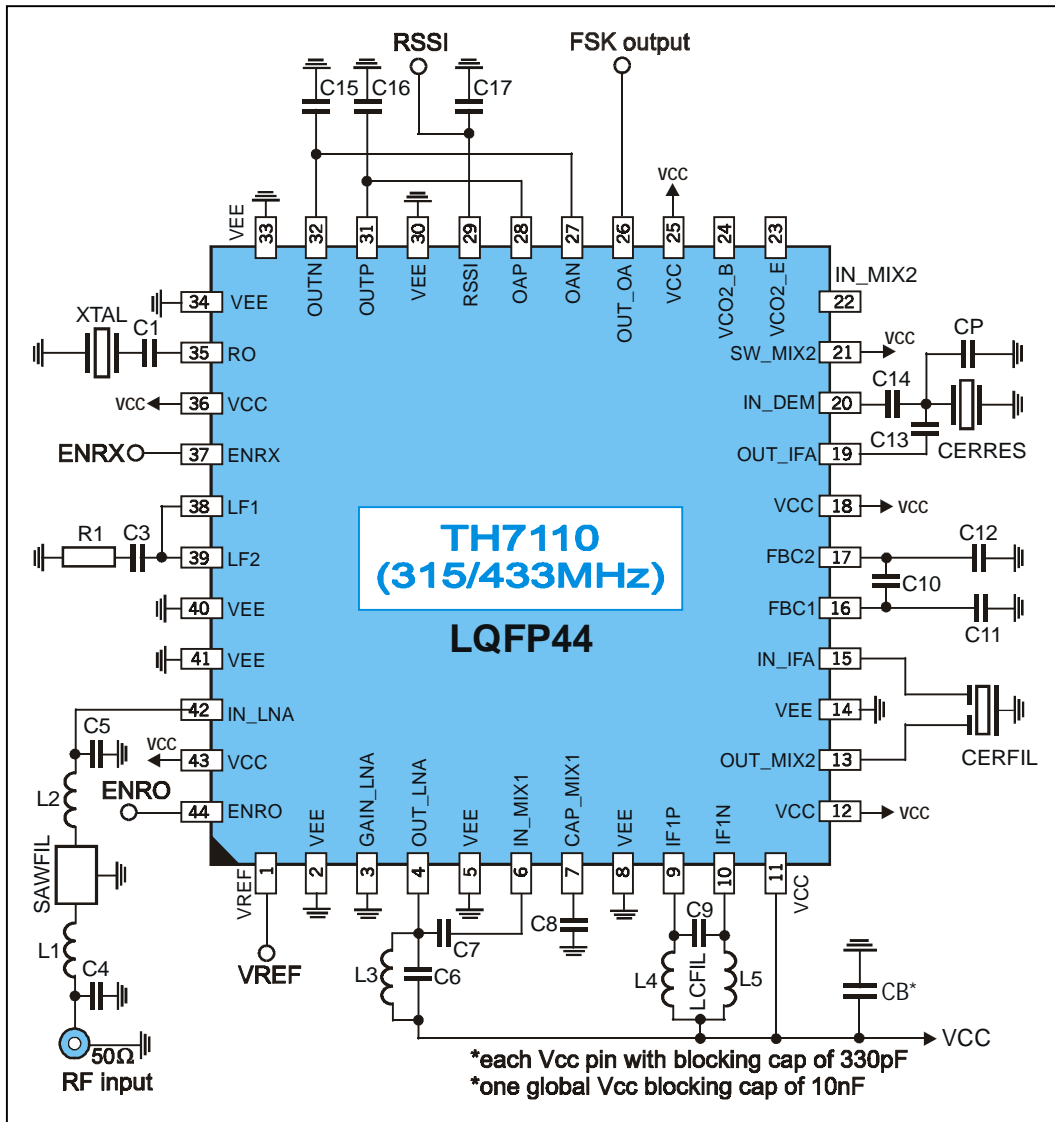 RSSI
FSK output
C15
C16
C17
VCC
VEE
33
32
31
30
29
28
27
26
25
24
23
OUTN
OUTP
VEE
RSSI
OAP
OAN
OUT_OA
VCC
VCO2_B
VCO2_E
IN_MIX2
22
34
VEE
XTAL
C1
35
RO
VCC
36
VCC
ENRX
37
ENRX
38
LF1
R1
C3
39
LF2
40
VEE
41
VEE
42
IN_LNA
C5
VCC
43
VCC
ENRO
44
ENRO
L2
SAWFIL
L1
C4
50Ω
RF input
SW_MIX2
21
VCC
CP
IN_DEM
20
C14
C13
OUT_IFA
19
CERRES
VCC
18
VCC
FBC2
17
C12
C10
FBC1
16
C11
IN_IFA
15
VEE
14
CERFIL
OUT_MIX2
13
VCC
12
VCC
TH7110
(315/433MHz)
LQFP44
VEE
GAIN_LNA
OUT_LNA
VEE
IN_MIX1
CAP_MIX1
VEE
IF1P
IF1N
VREF
1
2
3
4
5
6
7
8
9
10
11
VCC
VREF
L3
C6
C7
C8
C9
L4
LCFIL
L5
CB*
VCC
*each Vcc pin with blocking cap of 330pF
*one global Vcc blocking cap of 10nF